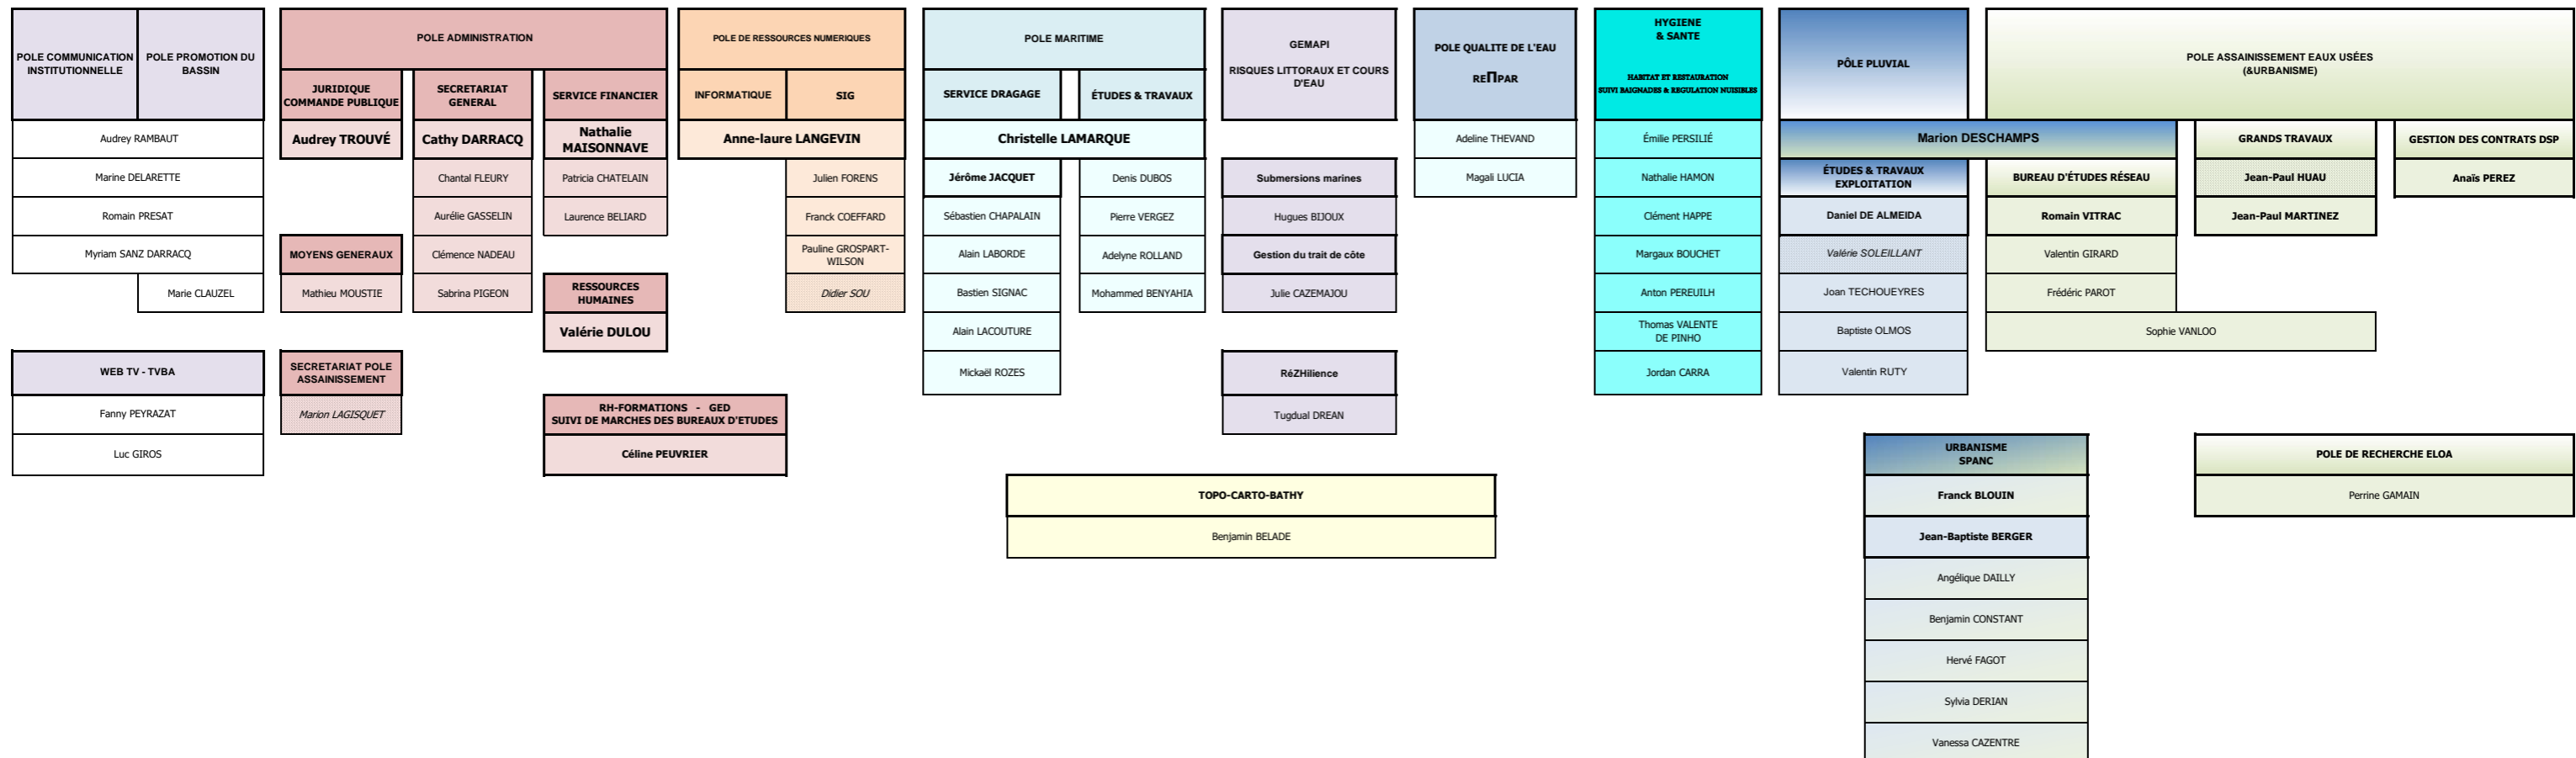 POLE COMMUNICATION
INSTITUTIONNELLE
POLE PROMOTION DU
BASSIN
Audrey RAMBAUT
Marine DELARETTE
Romain PRESAT
Myriam SANZ DARRACQ
Marie CLAUZEL
WEB TV - TVBA
Fanny PEYRAZAT
Luc GIROS
POLE ADMINISTRATION
JURIDIQUE
COMMANDE PUBLIQUE
Audrey TROUVÉ
MOYENS GENERAUX
Mathieu MOUSTIE
SECRETARIAT POLE
ASSAINISSEMENT
Marion LAGISQUET
SECRETARIAT
GENERAL
Cathy DARRACQ
Chantal FLEURY
Aurélie GASSELIN
Clémence NADEAU
Sabrina PIGEON
SERVICE FINANCIER
Nathalie
MAISONNAVE
Patricia CHATELAIN
Laurence BELIARD
RESSOURCES
HUMAINES
Valérie DULOU
RH-FORMATIONS - GED
SUIVI DE MARCHES DES BUREAUX D'ETUDES
Céline PEUVRIER
POLE DE RESSOURCES NUMERIQUES
INFORMATIQUE
SIG
Anne-laure LANGEVIN
Julien FORENS
Franck COEFFARD
Pauline GROSPART-
WILSON
Didier SOU
POLE MARITIME
SERVICE DRAGAGE
ÉTUDES & TRAVAUX
Christelle LAMARQUE
Jérôme JACQUET
Sébastien CHAPALAIN
Alain LABORDE
Bastien SIGNAC
Alain LACOUTURE
Mickaël ROZES
Denis DUBOS
Pierre VERGEZ
Adelyne ROLLAND
Mohammed BENYAHIA
GEMAPI
RISQUES LITTORAUX ET COURS
D'EAU
Submersions marines
Hugues BIJOUX
Gestion du trait de côte
Julie CAZEMAJOU
RéZHilience
Tugdual DREAN
TOPO-CARTO-BATHY
Benjamin BELADE
POLE QUALITE DE L'EAU
REΠPAR
Adeline THEVAND
Magali LUCIA
HYGIENE
& SANTE
HABITAT ET RESTAURATION
SUIVI BAIGNADES & REGULATION NUISIBLES
Émilie PERSILIÉ
Nathalie HAMON
Clément HAPPE
Margaux BOUCHET
Anton PEREUILH
Thomas VALENTE
DE PINHO
Jordan CARRA
PÔLE PLUVIAL
POLE ASSAINISSEMENT EAUX USÉES
(&URBANISME)
Marion DESCHAMPS
ÉTUDES & TRAVAUX
EXPLOITATION
Daniel DE ALMEIDA
Valérie SOLEILLANT
Joan TECHOUEYRES
Baptiste OLMOS
Valentin RUTY
BUREAU D'ÉTUDES RÉSEAU
Romain VITRAC
Valentin GIRARD
Frédéric PAROT
Sophie VANLOO
GRANDS TRAVAUX
Jean-Paul HUAU
Jean-Paul MARTINEZ
GESTION DES CONTRATS DSP
Anaïs PEREZ
URBANISME
SPANC
Franck BLOUIN
Jean-Baptiste BERGER
Angélique DAILLY
Benjamin CONSTANT
Hervé FAGOT
Sylvia DERIAN
Vanessa CAZENTRE
POLE DE RECHERCHE ELOA
Perrine GAMAIN